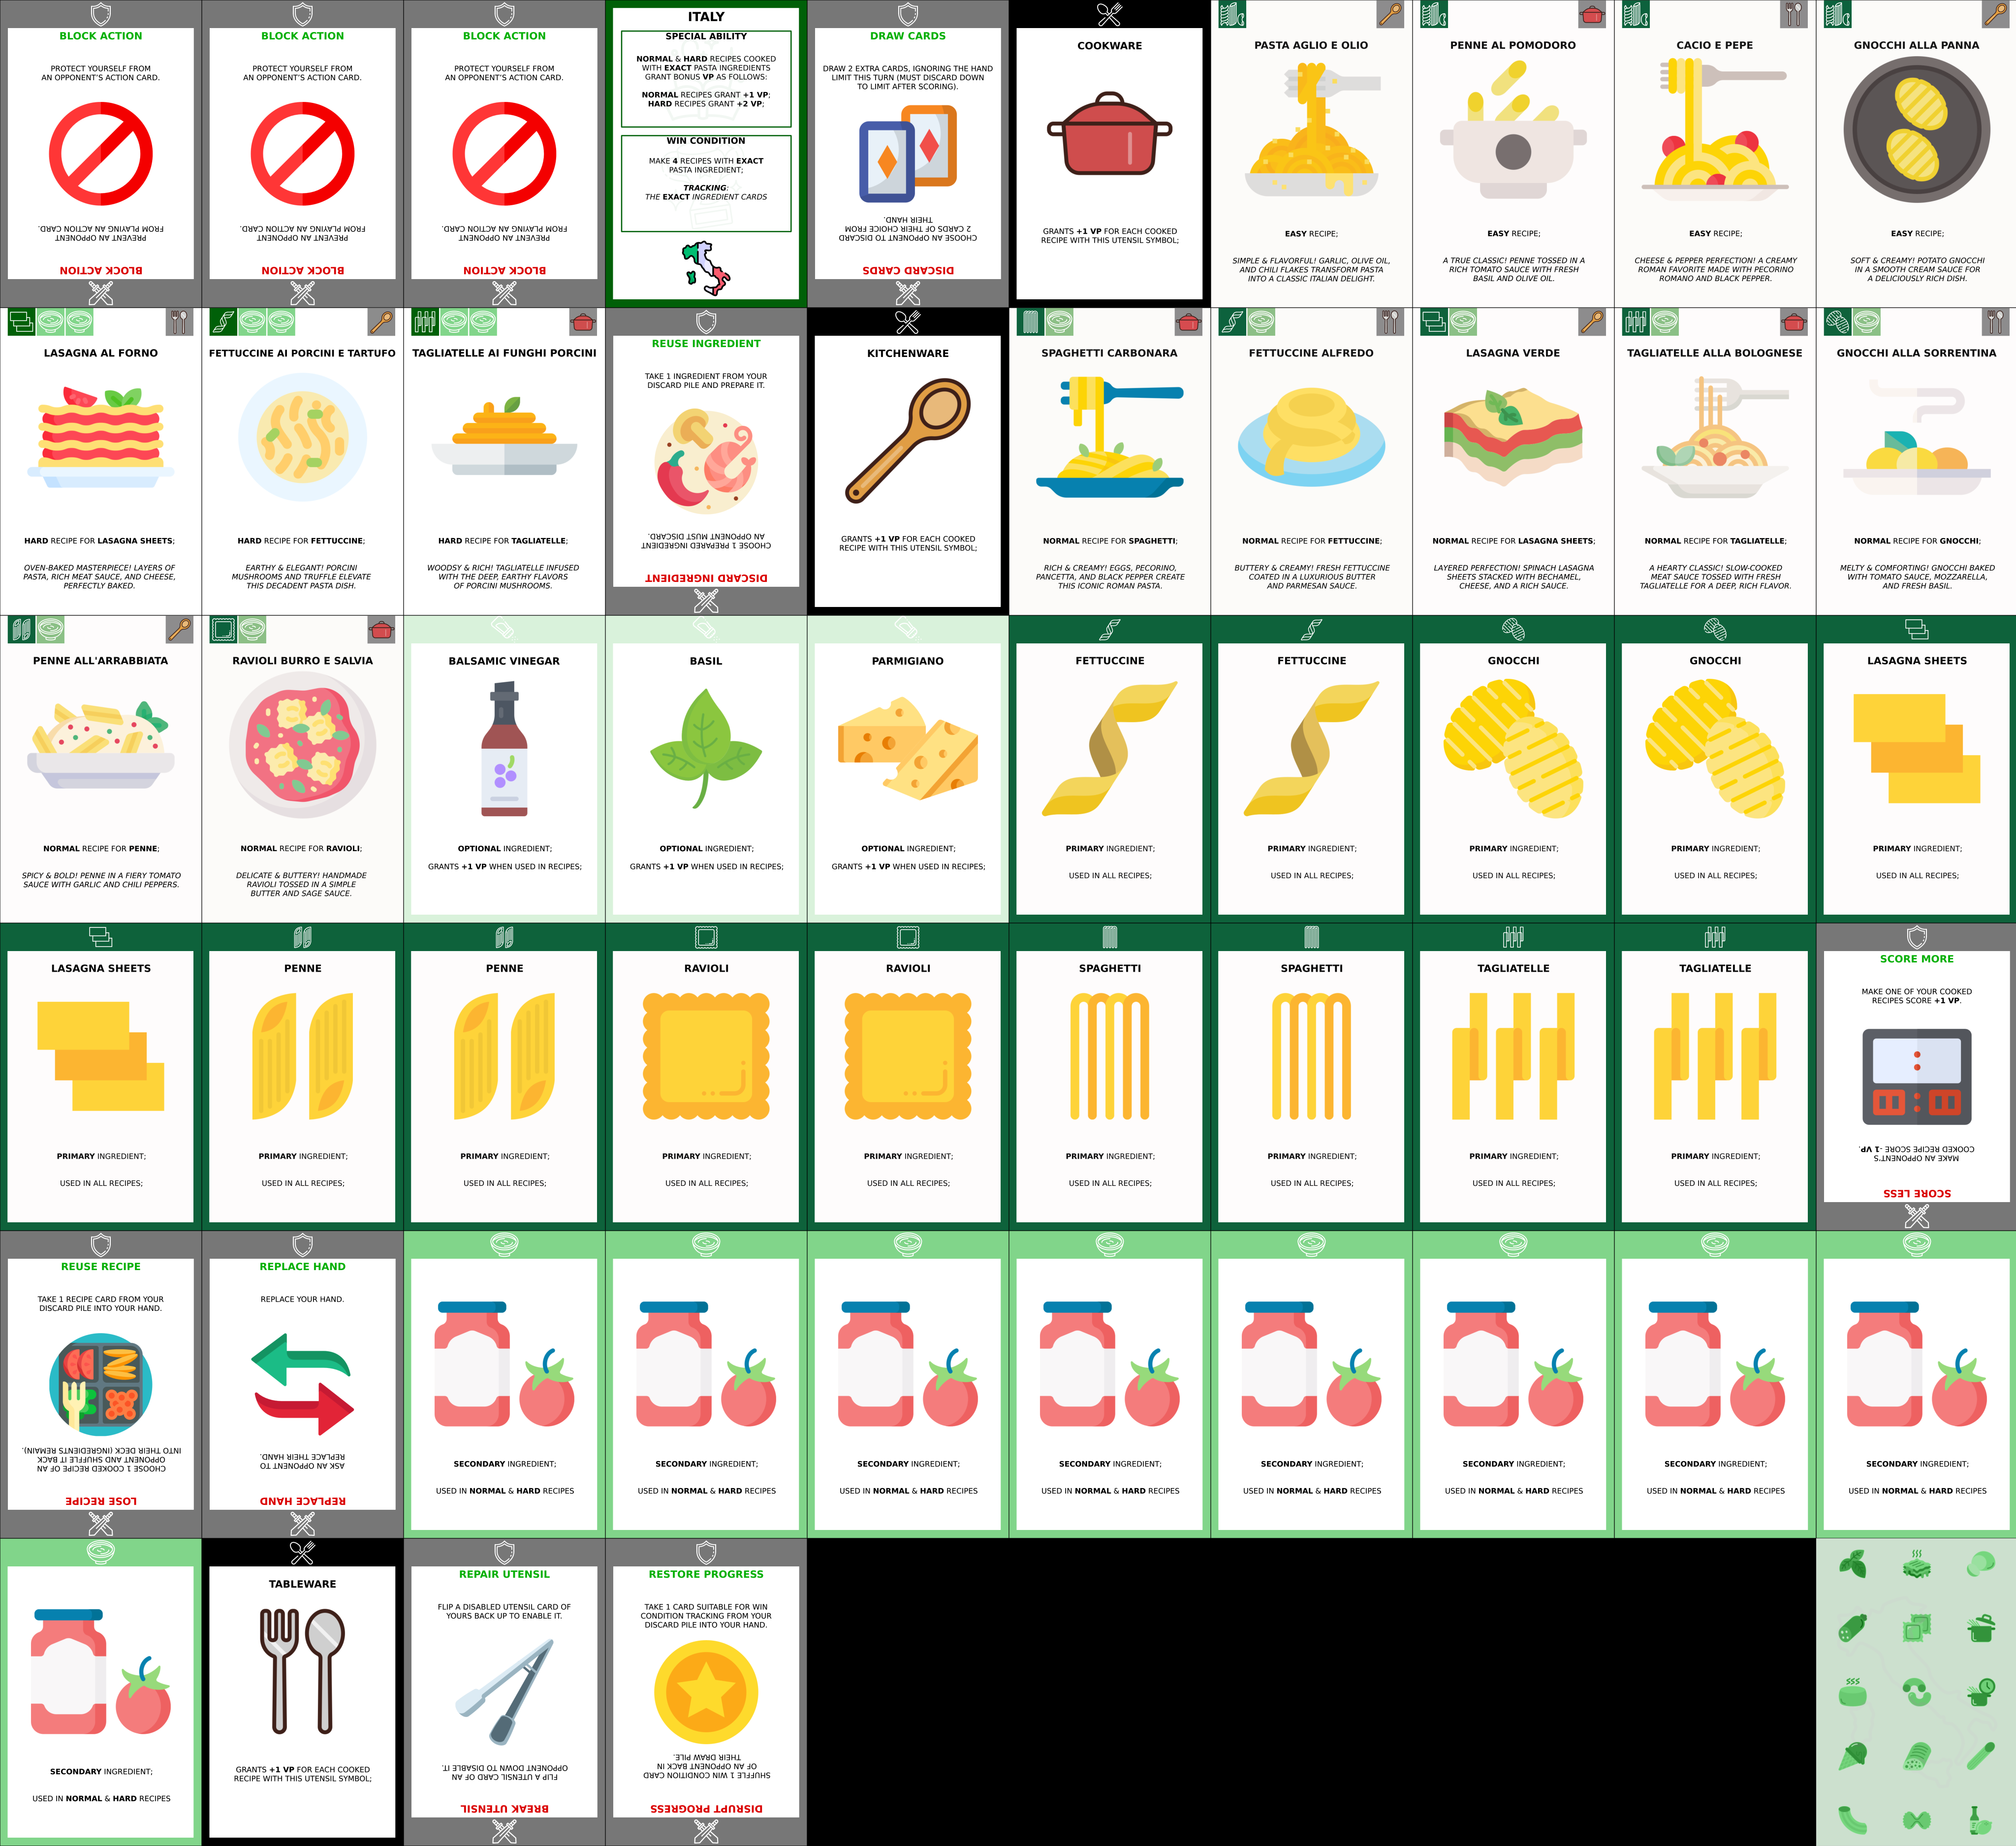 BLOCK ACTION
PROTECT YOURSELF FROM
AN OPPONENT'S ACTION CARD.
PREVENT AN OPPONENT
FROM PLAYING AN ACTION CARD.
BLOCK ACTION
BLOCK ACTION
PROTECT YOURSELF FROM
AN OPPONENT'S ACTION CARD.
PREVENT AN OPPONENT
FROM PLAYING AN ACTION CARD.
BLOCK ACTION
BLOCK ACTION
PROTECT YOURSELF FROM
AN OPPONENT'S ACTION CARD.
PREVENT AN OPPONENT
FROM PLAYING AN ACTION CARD.
BLOCK ACTION
ITALY
SPECIAL ABILITY
NORMAL & HARD RECIPES COOKED
WITH EXACT PASTA INGREDIENTS
GRANT BONUS VP AS FOLLOWS:
NORMAL RECIPES GRANT +1 VP;
HARD RECIPES GRANT +2 VP;
WIN CONDITION
MAKE 4 RECIPES WITH EXACT
PASTA INGREDIENT;
TRACKING:
THE EXACT INGREDIENT CARDS
DRAW CARDS
DRAW 2 EXTRA CARDS, IGNORING THE HAND
LIMIT THIS TURN (MUST DISCARD DOWN
TO LIMIT AFTER SCORING).
CHOOSE AN OPPONENT TO DISCARD
2 CARDS OF THEIR CHOICE FROM
THEIR HAND.
DISCARD CARDS
COOKWARE
GRANTS +1 VP FOR EACH COOKED
RECIPE WITH THIS UTENSIL SYMBOL;
PASTA AGLIO E OLIO
EASY RECIPE;
SIMPLE & FLAVORFUL! GARLIC, OLIVE OIL,
AND CHILI FLAKES TRANSFORM PASTA
INTO A CLASSIC ITALIAN DELIGHT.
PENNE AL POMODORO
EASY RECIPE;
A TRUE CLASSIC! PENNE TOSSED IN A
RICH TOMATO SAUCE WITH FRESH
BASIL AND OLIVE OIL.
CACIO E PEPE
EASY RECIPE;
CHEESE & PEPPER PERFECTION! A CREAMY
ROMAN FAVORITE MADE WITH PECORINO
ROMANO AND BLACK PEPPER.
GNOCCHI ALLA PANNA
EASY RECIPE;
SOFT & CREAMY! POTATO GNOCCHI
IN A SMOOTH CREAM SAUCE FOR
A DELICIOUSLY RICH DISH.
LASAGNA AL FORNO
HARD RECIPE FOR LASAGNA SHEETS;
OVEN-BAKED MASTERPIECE! LAYERS OF
PASTA, RICH MEAT SAUCE, AND CHEESE,
PERFECTLY BAKED.
FETTUCCINE AI PORCINI E TARTUFO
HARD RECIPE FOR FETTUCCINE;
EARTHY & ELEGANT! PORCINI
MUSHROOMS AND TRUFFLE ELEVATE
THIS DECADENT PASTA DISH.
TAGLIATELLE AI FUNGHI PORCINI
HARD RECIPE FOR TAGLIATELLE;
WOODSY & RICH! TAGLIATELLE INFUSED
WITH THE DEEP, EARTHY FLAVORS
OF PORCINI MUSHROOMS.
REUSE INGREDIENT
TAKE 1 INGREDIENT FROM YOUR
DISCARD PILE AND PREPARE IT.
CHOOSE 1 PREPARED INGREDIENT
AN OPPONENT MUST DISCARD.
DISCARD INGREDIENT
KITCHENWARE
GRANTS +1 VP FOR EACH COOKED
RECIPE WITH THIS UTENSIL SYMBOL;
SPAGHETTI CARBONARA
NORMAL RECIPE FOR SPAGHETTI;
RICH & CREAMY! EGGS, PECORINO,
PANCETTA, AND BLACK PEPPER CREATE
THIS ICONIC ROMAN PASTA.
FETTUCCINE ALFREDO
NORMAL RECIPE FOR FETTUCCINE;
BUTTERY & CREAMY! FRESH FETTUCCINE
COATED IN A LUXURIOUS BUTTER
AND PARMESAN SAUCE.
LASAGNA VERDE
NORMAL RECIPE FOR LASAGNA SHEETS;
LAYERED PERFECTION! SPINACH LASAGNA
SHEETS STACKED WITH BECHAMEL,
CHEESE, AND A RICH SAUCE.
TAGLIATELLE ALLA BOLOGNESE
NORMAL RECIPE FOR TAGLIATELLE;
A HEARTY CLASSIC! SLOW-COOKED
MEAT SAUCE TOSSED WITH FRESH
TAGLIATELLE FOR A DEEP, RICH FLAVOR.
GNOCCHI ALLA SORRENTINA
NORMAL RECIPE FOR GNOCCHI;
MELTY & COMFORTING! GNOCCHI BAKED
WITH TOMATO SAUCE, MOZZARELLA,
AND FRESH BASIL.
PENNE ALL'ARRABBIATA
NORMAL RECIPE FOR PENNE;
SPICY & BOLD! PENNE IN A FIERY TOMATO
SAUCE WITH GARLIC AND CHILI PEPPERS.
RAVIOLI BURRO E SALVIA
NORMAL RECIPE FOR RAVIOLI;
DELICATE & BUTTERY! HANDMADE
RAVIOLI TOSSED IN A SIMPLE
BUTTER AND SAGE SAUCE.
BALSAMIC VINEGAR
OPTIONAL INGREDIENT;
GRANTS +1 VP WHEN USED IN RECIPES;
BASIL
OPTIONAL INGREDIENT;
GRANTS +1 VP WHEN USED IN RECIPES;
PARMIGIANO
OPTIONAL INGREDIENT;
GRANTS +1 VP WHEN USED IN RECIPES;
FETTUCCINE
PRIMARY INGREDIENT;
USED IN ALL RECIPES;
FETTUCCINE
PRIMARY INGREDIENT;
USED IN ALL RECIPES;
GNOCCHI
PRIMARY INGREDIENT;
USED IN ALL RECIPES;
GNOCCHI
PRIMARY INGREDIENT;
USED IN ALL RECIPES;
LASAGNA SHEETS
PRIMARY INGREDIENT;
USED IN ALL RECIPES;
LASAGNA SHEETS
PRIMARY INGREDIENT;
USED IN ALL RECIPES;
PENNE
PRIMARY INGREDIENT;
USED IN ALL RECIPES;
PENNE
PRIMARY INGREDIENT;
USED IN ALL RECIPES;
RAVIOLI
PRIMARY INGREDIENT;
USED IN ALL RECIPES;
RAVIOLI
PRIMARY INGREDIENT;
USED IN ALL RECIPES;
SPAGHETTI
PRIMARY INGREDIENT;
USED IN ALL RECIPES;
SPAGHETTI
PRIMARY INGREDIENT;
USED IN ALL RECIPES;
TAGLIATELLE
PRIMARY INGREDIENT;
USED IN ALL RECIPES;
TAGLIATELLE
PRIMARY INGREDIENT;
USED IN ALL RECIPES;
SCORE MORE
MAKE ONE OF YOUR COOKED
RECIPES SCORE +1 VP.
MAKE AN OPPONENT'S
COOKED RECIPE SCORE -1 VP.
SCORE LESS
REUSE RECIPE
TAKE 1 RECIPE CARD FROM YOUR
DISCARD PILE INTO YOUR HAND.
CHOOSE 1 COOKED RECIPE OF AN
OPPONENT AND SHUFFLE IT BACK
INTO THEIR DECK (INGREDIENTS REMAIN).
LOSE RECIPE
REPLACE HAND
REPLACE YOUR HAND.
ASK AN OPPONENT TO
REPLACE THEIR HAND.
REPLACE HAND
SECONDARY INGREDIENT;
USED IN NORMAL & HARD RECIPES
SECONDARY INGREDIENT;
USED IN NORMAL & HARD RECIPES
SECONDARY INGREDIENT;
USED IN NORMAL & HARD RECIPES
SECONDARY INGREDIENT;
USED IN NORMAL & HARD RECIPES
SECONDARY INGREDIENT;
USED IN NORMAL & HARD RECIPES
SECONDARY INGREDIENT;
USED IN NORMAL & HARD RECIPES
SECONDARY INGREDIENT;
USED IN NORMAL & HARD RECIPES
SECONDARY INGREDIENT;
USED IN NORMAL & HARD RECIPES
SECONDARY INGREDIENT;
USED IN NORMAL & HARD RECIPES
TABLEWARE
GRANTS +1 VP FOR EACH COOKED
RECIPE WITH THIS UTENSIL SYMBOL;
REPAIR UTENSIL
FLIP A DISABLED UTENSIL CARD OF
YOURS BACK UP TO ENABLE IT.
FLIP A UTENSIL CARD OF AN
OPPONENT DOWN TO DISABLE IT.
BREAK UTENSIL
RESTORE PROGRESS
TAKE 1 CARD SUITABLE FOR WIN
CONDITION TRACKING FROM YOUR
DISCARD PILE INTO YOUR HAND.
SHUFFLE 1 WIN CONDITION CARD
OF AN OPPONENT BACK IN
THEIR DRAW PILE.
DISRUPT PROGRESS